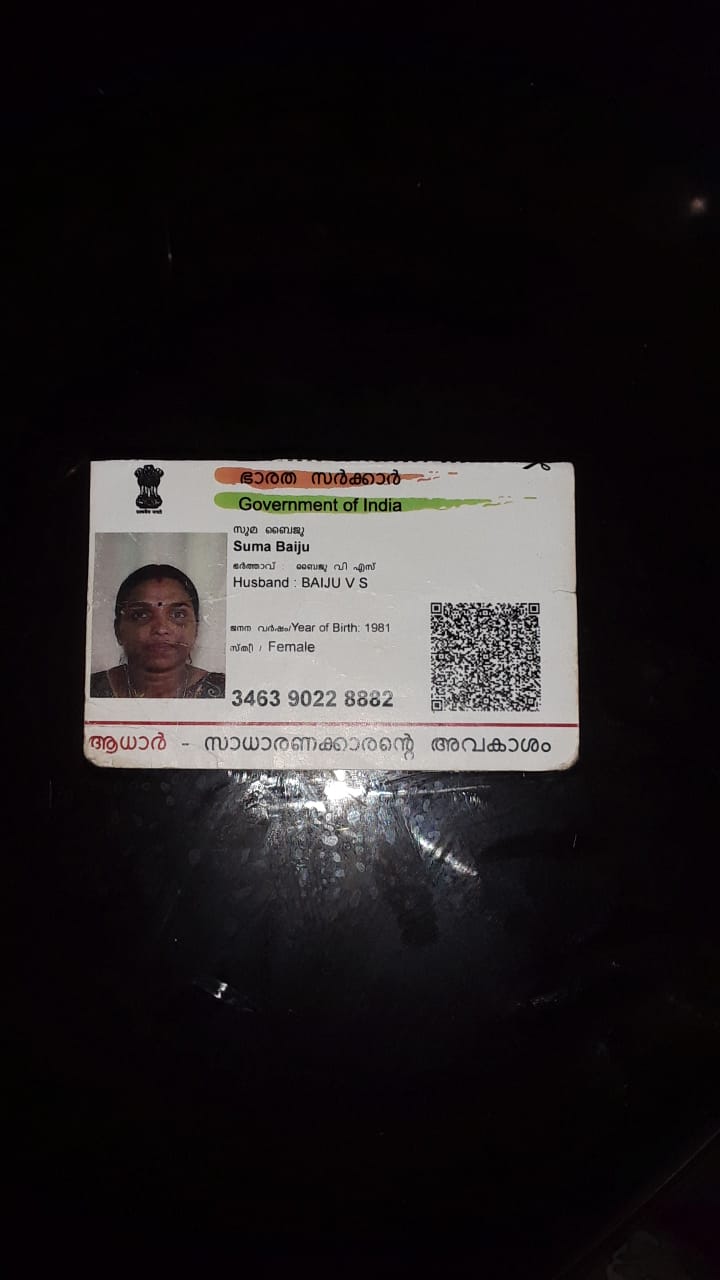 ഭാരത സർക്കാർ
Government of India
സുമ ബൈജു
Suma Baiju
ഭർത്താവ് : ബൈജു വി എസ്
Husband : BAIJU V S
ജനന വർഷം/Year of Birth: 1981
സ്ത്രീ / Female
3463 9022 8882
ആധാർ - സാധാരണക്കാരന്റെ അവകാശം